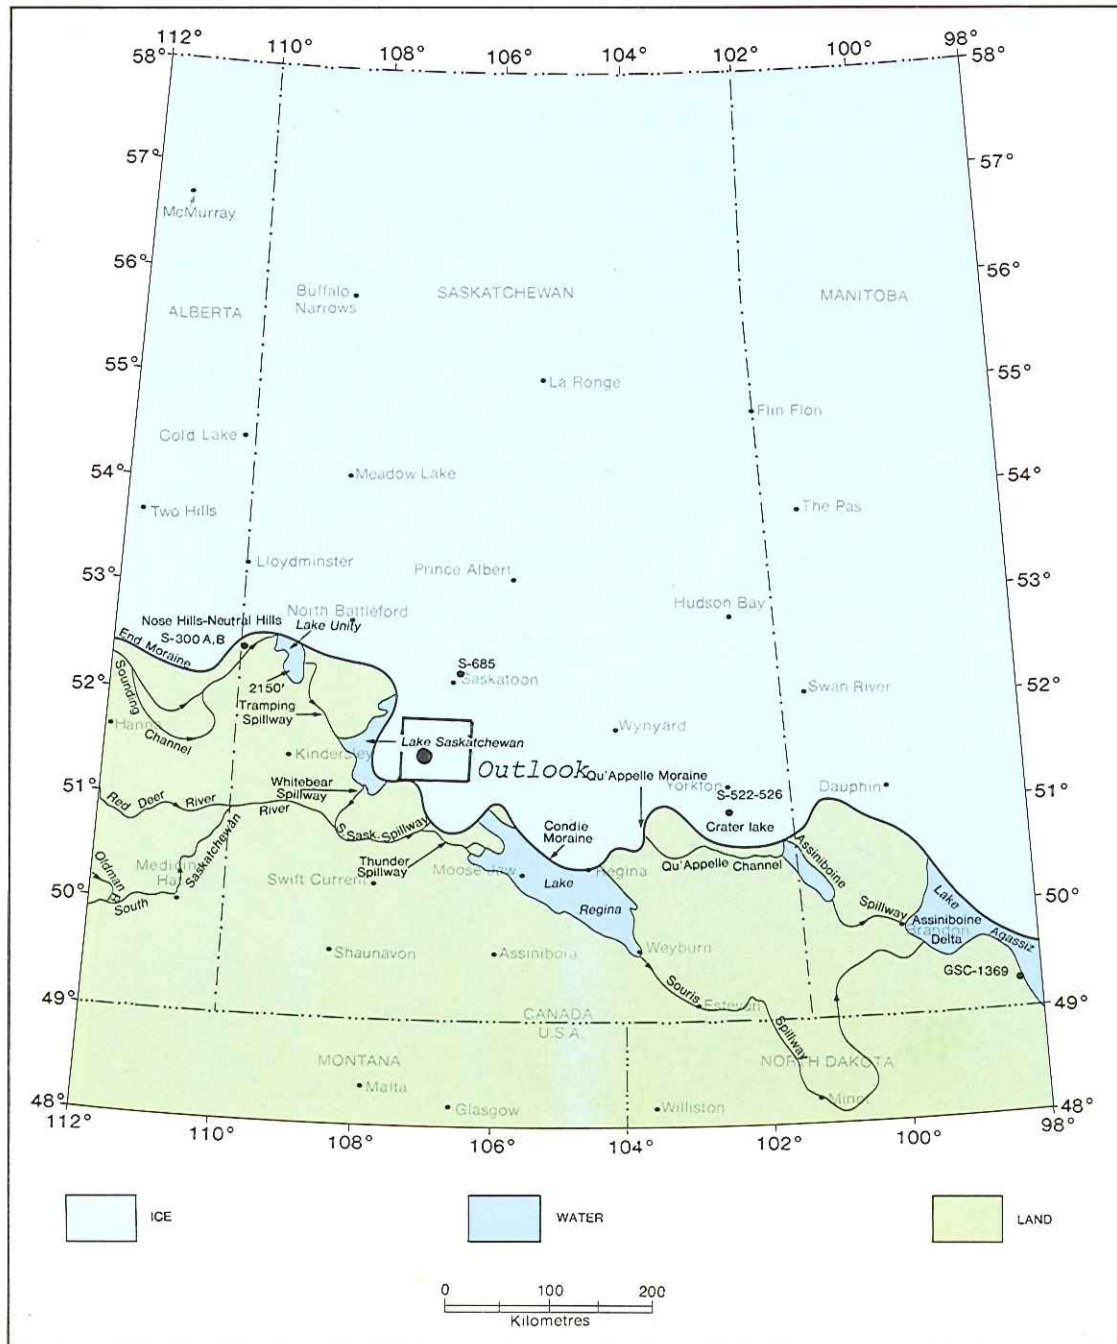 112°
110°
108°
106°
104°
102°
100°
98°
58°
58°
57°
57°
McMurray
56°
56°
Buffalo
Narrows
SASKATCHEWAN
MANITOBA
ALBERTA
55°
55°
La Ronge
Flin Flon
Cold Lake
54°
54°
Meadow Lake
Two Hills
The Pas
Lloydminster
53°
53°
Prince Albert
Hudson Bay
North Battleford
Nose Hills-Neutral Hills
S-300 A,B
Lake Unity
End Moraine
S-685
Saskatoon
52°
52°
2150'
Swan River
Sounding
Channel
Tramping
Spillway
Hanna
Wynyard
Lake Saskatchewan
Kindersley
Outlook
Qu'Appelle Moraine
51°
51°
Whitebear
Spillway
Yorkton
S-522-526
Dauphin
Red Deer River
River
Crater lake
S. Sask. Spillway
Condie
Moraine
Saskatchewan
South
Oldman R.
Medicine
Hat
Thunder
Spillway
Moose Jaw
Regina
Qu'Appelle Channel
Assiniboine
Spillway
50°
50°
Swift Current
Lake
Regina
Lake
Agassiz
Assiniboine
Delta
Brandon
Shaunavon
Assiniboia
Weyburn
GSC-1369
Souris
Spillway
Estevan
49°
49°
CANADA
U.S.A.
MONTANA
NORTH DAKOTA
Malta
Glasgow
Williston
Minot
48°
48°
112°
110°
108°
106°
104°
102°
100°
98°
ICE
WATER
LAND
0 100 200
Kilometres